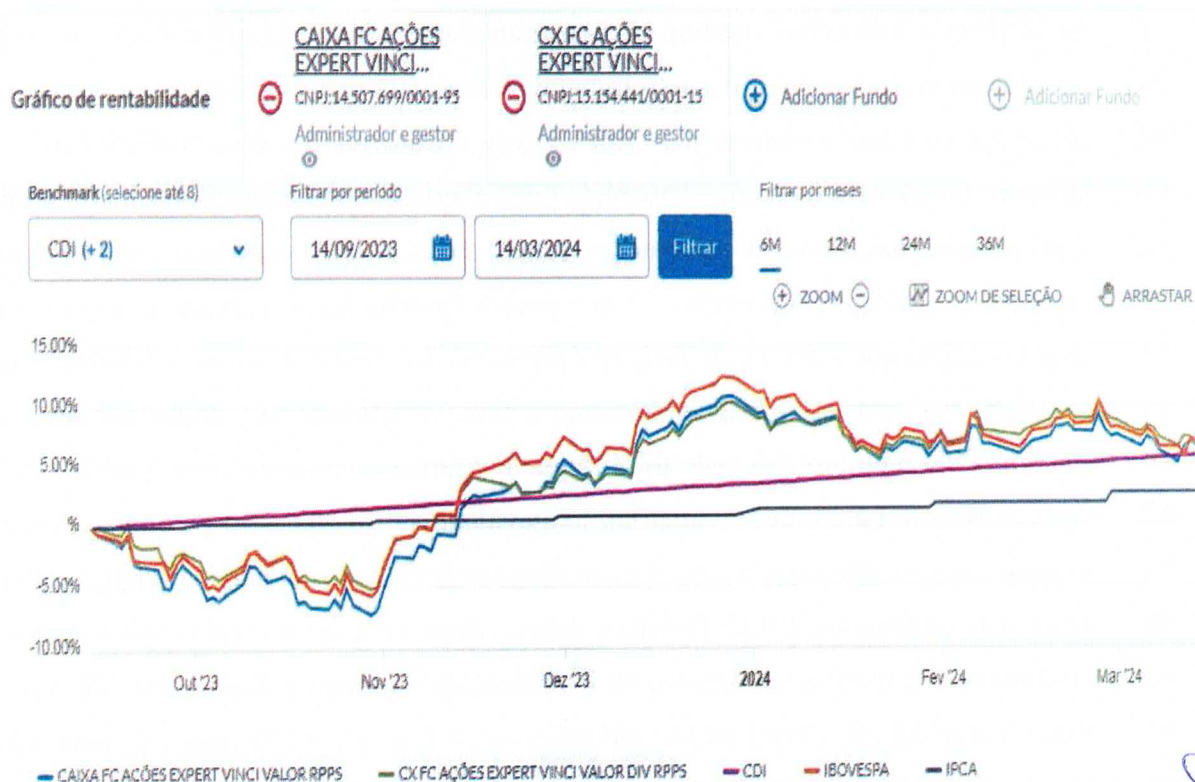 CAIXA FC AÇÕES
EXPERT VINCI...
CNPJ:14.507.699/0001-95
Administrador e gestor
CX FC AÇÕES
EXPERT VINCI...
CNPJ:15.154.441/0001-15
Administrador e gestor
Gráfico de rentabilidade
Adicionar Fundo
Adicionar Fundo
Benchmark (selecione até 8)
CDI (+ 2)
Filtrar por período
14/09/2023
14/03/2024
Filtrar
Filtrar por meses
6M 12M 24M 36M
ZOOM
ZOOM DE SELEÇÃO
ARRASTAR
15.00%
10.00%
5.00%
%
-5.00%
-10.00%
Out '23 Nov '23 Dez '23 2024 Fev '24 Mar '24
CAIXA FC AÇÕES EXPERT VINCI VALOR RPPS
CX FC AÇÕES EXPERT VINCI VALOR DIV RPPS
CDI
IBOVESPA
IPCA